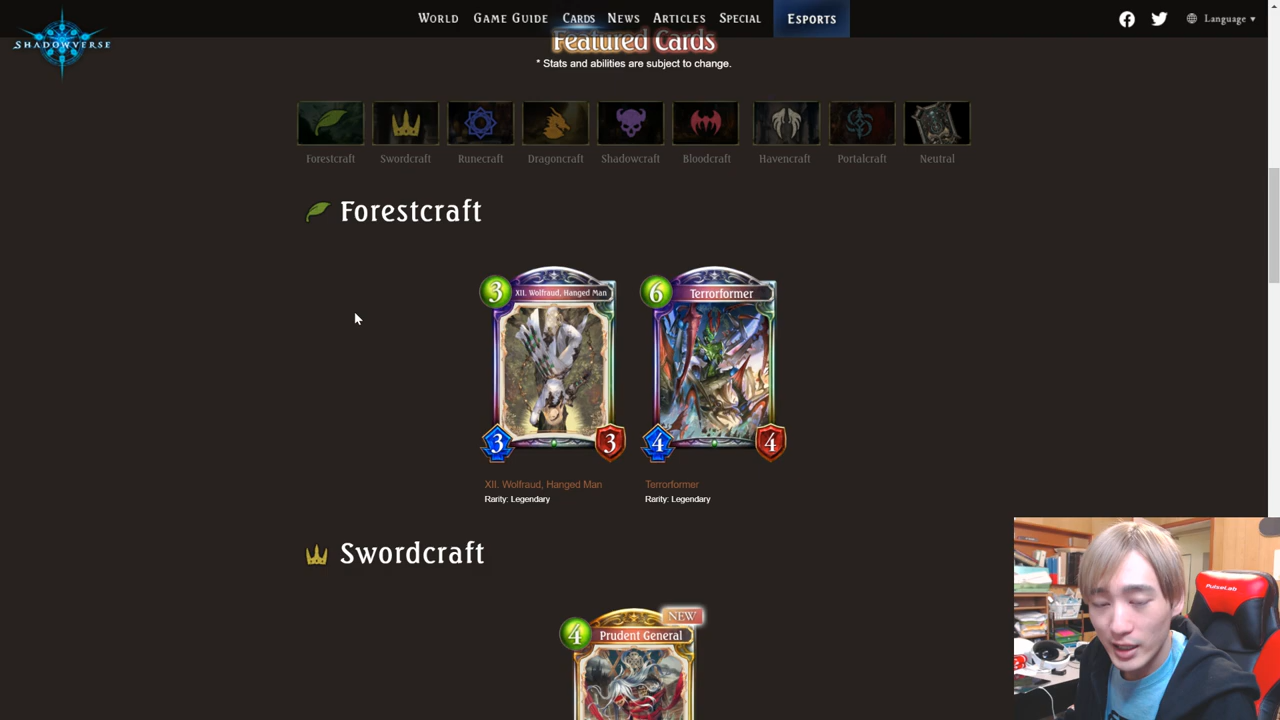 SHADOWVERSE
WORLD GAME GUIDE CARDS NEWS ARTICLES SPECIAL ESPORTS Language ▼
Featured Cards
* Stats and abilities are subject to change.
Forestcraft Swordcraft Runecraft Dragoncraft Shadowcraft Bloodcraft Havencraft Portalcraft Neutral
Forestcraft
3 XII. Wolfraud, Hanged Man 6 Terrorformer
3 3 4 4
XII. Wolfraud, Hanged Man Terrorformer
Rarity: Legendary Rarity: Legendary
Swordcraft
NEW
4 Prudent General
PulseLab